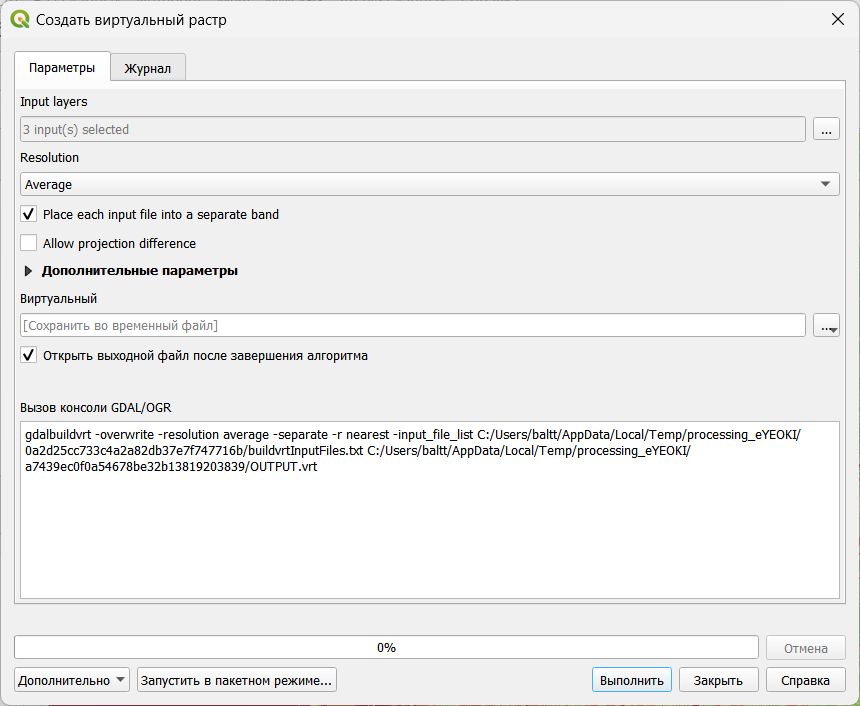 Создать виртуальный растр
Параметры
Журнал
Input layers
3 input(s) selected
...
Resolution
Average
Place each input file into a separate band
Allow projection difference
Дополнительные параметры
Виртуальный
[Сохранить во временный файл]
...
Открыть выходной файл после завершения алгоритма
Вызов консоли GDAL/OGR
gdalbuildvrt -overwrite -resolution average -separate -r nearest -input_file_list C:/Users/baltt/AppData/Local/Temp/processing_eYEOKI/
0a2d25cc733c4a2a82db37e7f747716b/buildvrtInputFiles.txt C:/Users/baltt/AppData/Local/Temp/processing_eYEOKI/
a7439ec0f0a54678be32b13819203839/OUTPUT.vrt
0%
Отмена
Дополнительно
Запустить в пакетном режиме...
Выполнить
Закрыть
Справка